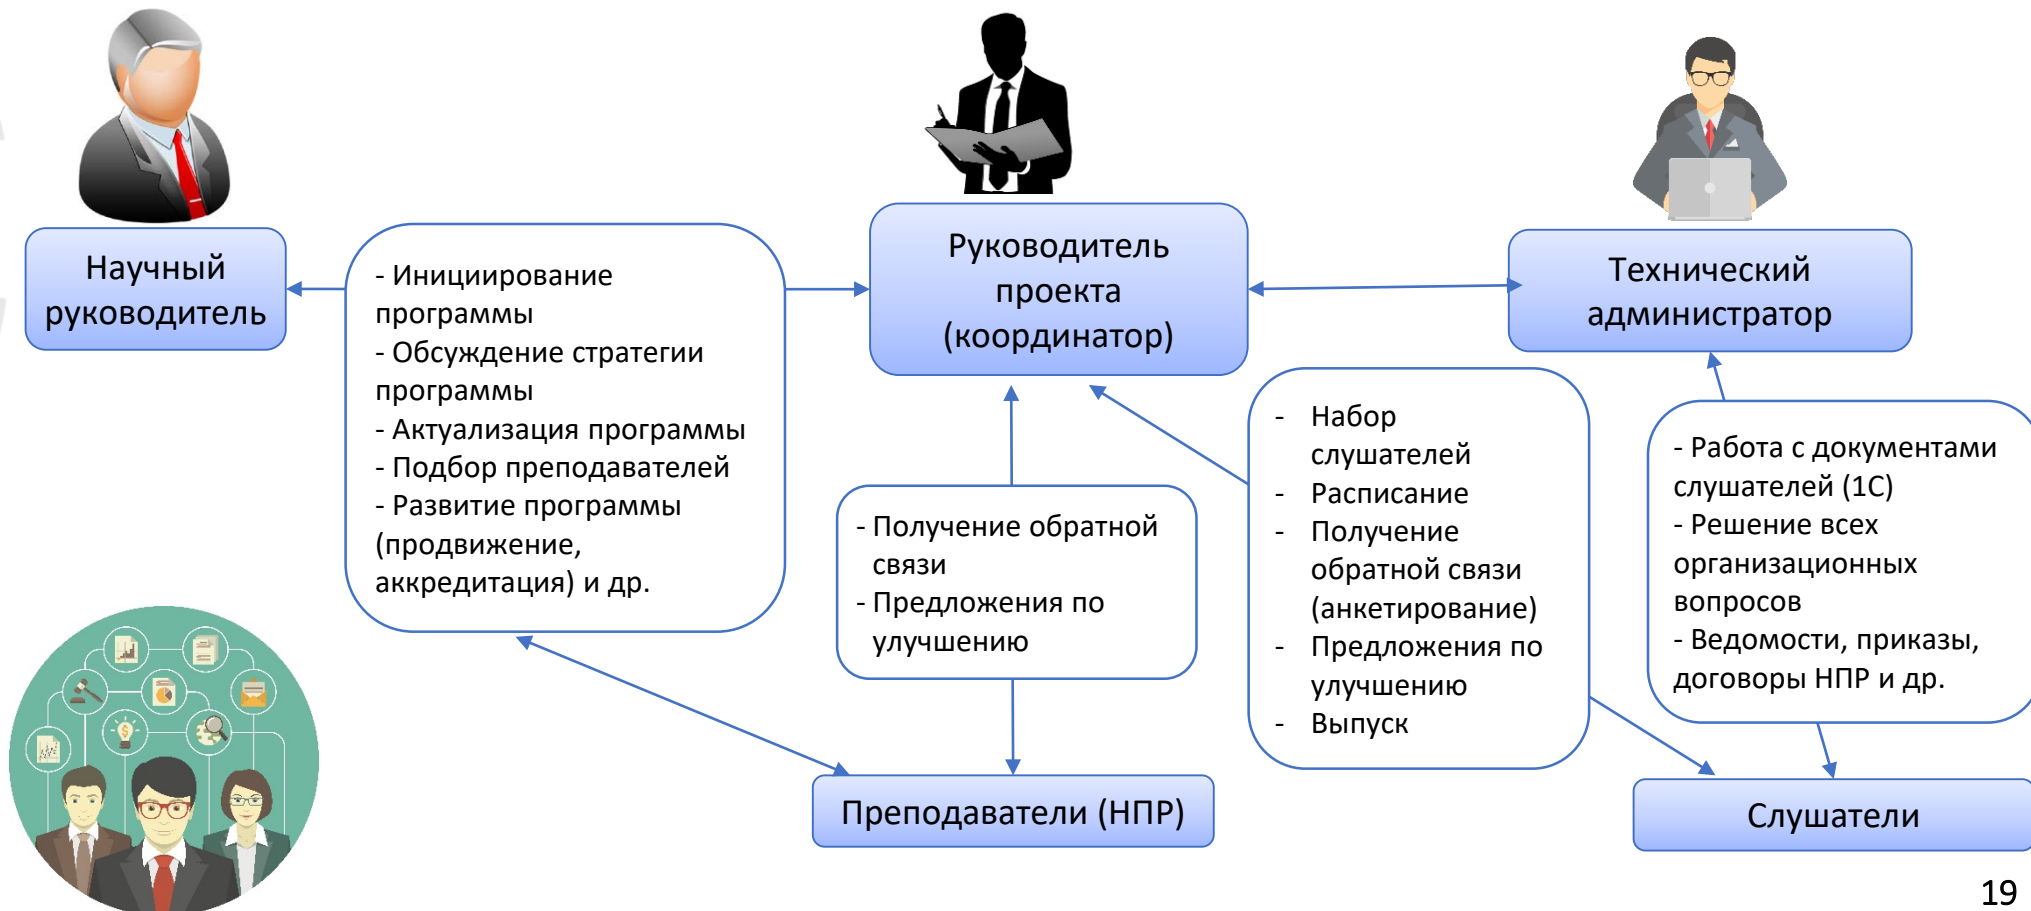 Научный
руководитель
- Инициирование
программы
- Обсуждение стратегии
программы
- Актуализация программы
- Подбор преподавателей
- Развитие программы
(продвижение,
аккредитация) и др.
Руководитель
проекта
(координатор)
Технический
администратор
- Получение обратной
связи
- Предложения по
улучшению
- Набор
слушателей
- Расписание
- Получение
обратной связи
(анкетирование)
- Предложения по
улучшению
- Выпуск
- Работа с документами
слушателей (1С)
- Решение всех
организационных
вопросов
- Ведомости, приказы,
договоры НПР и др.
Преподаватели (НПР)
Слушатели
19